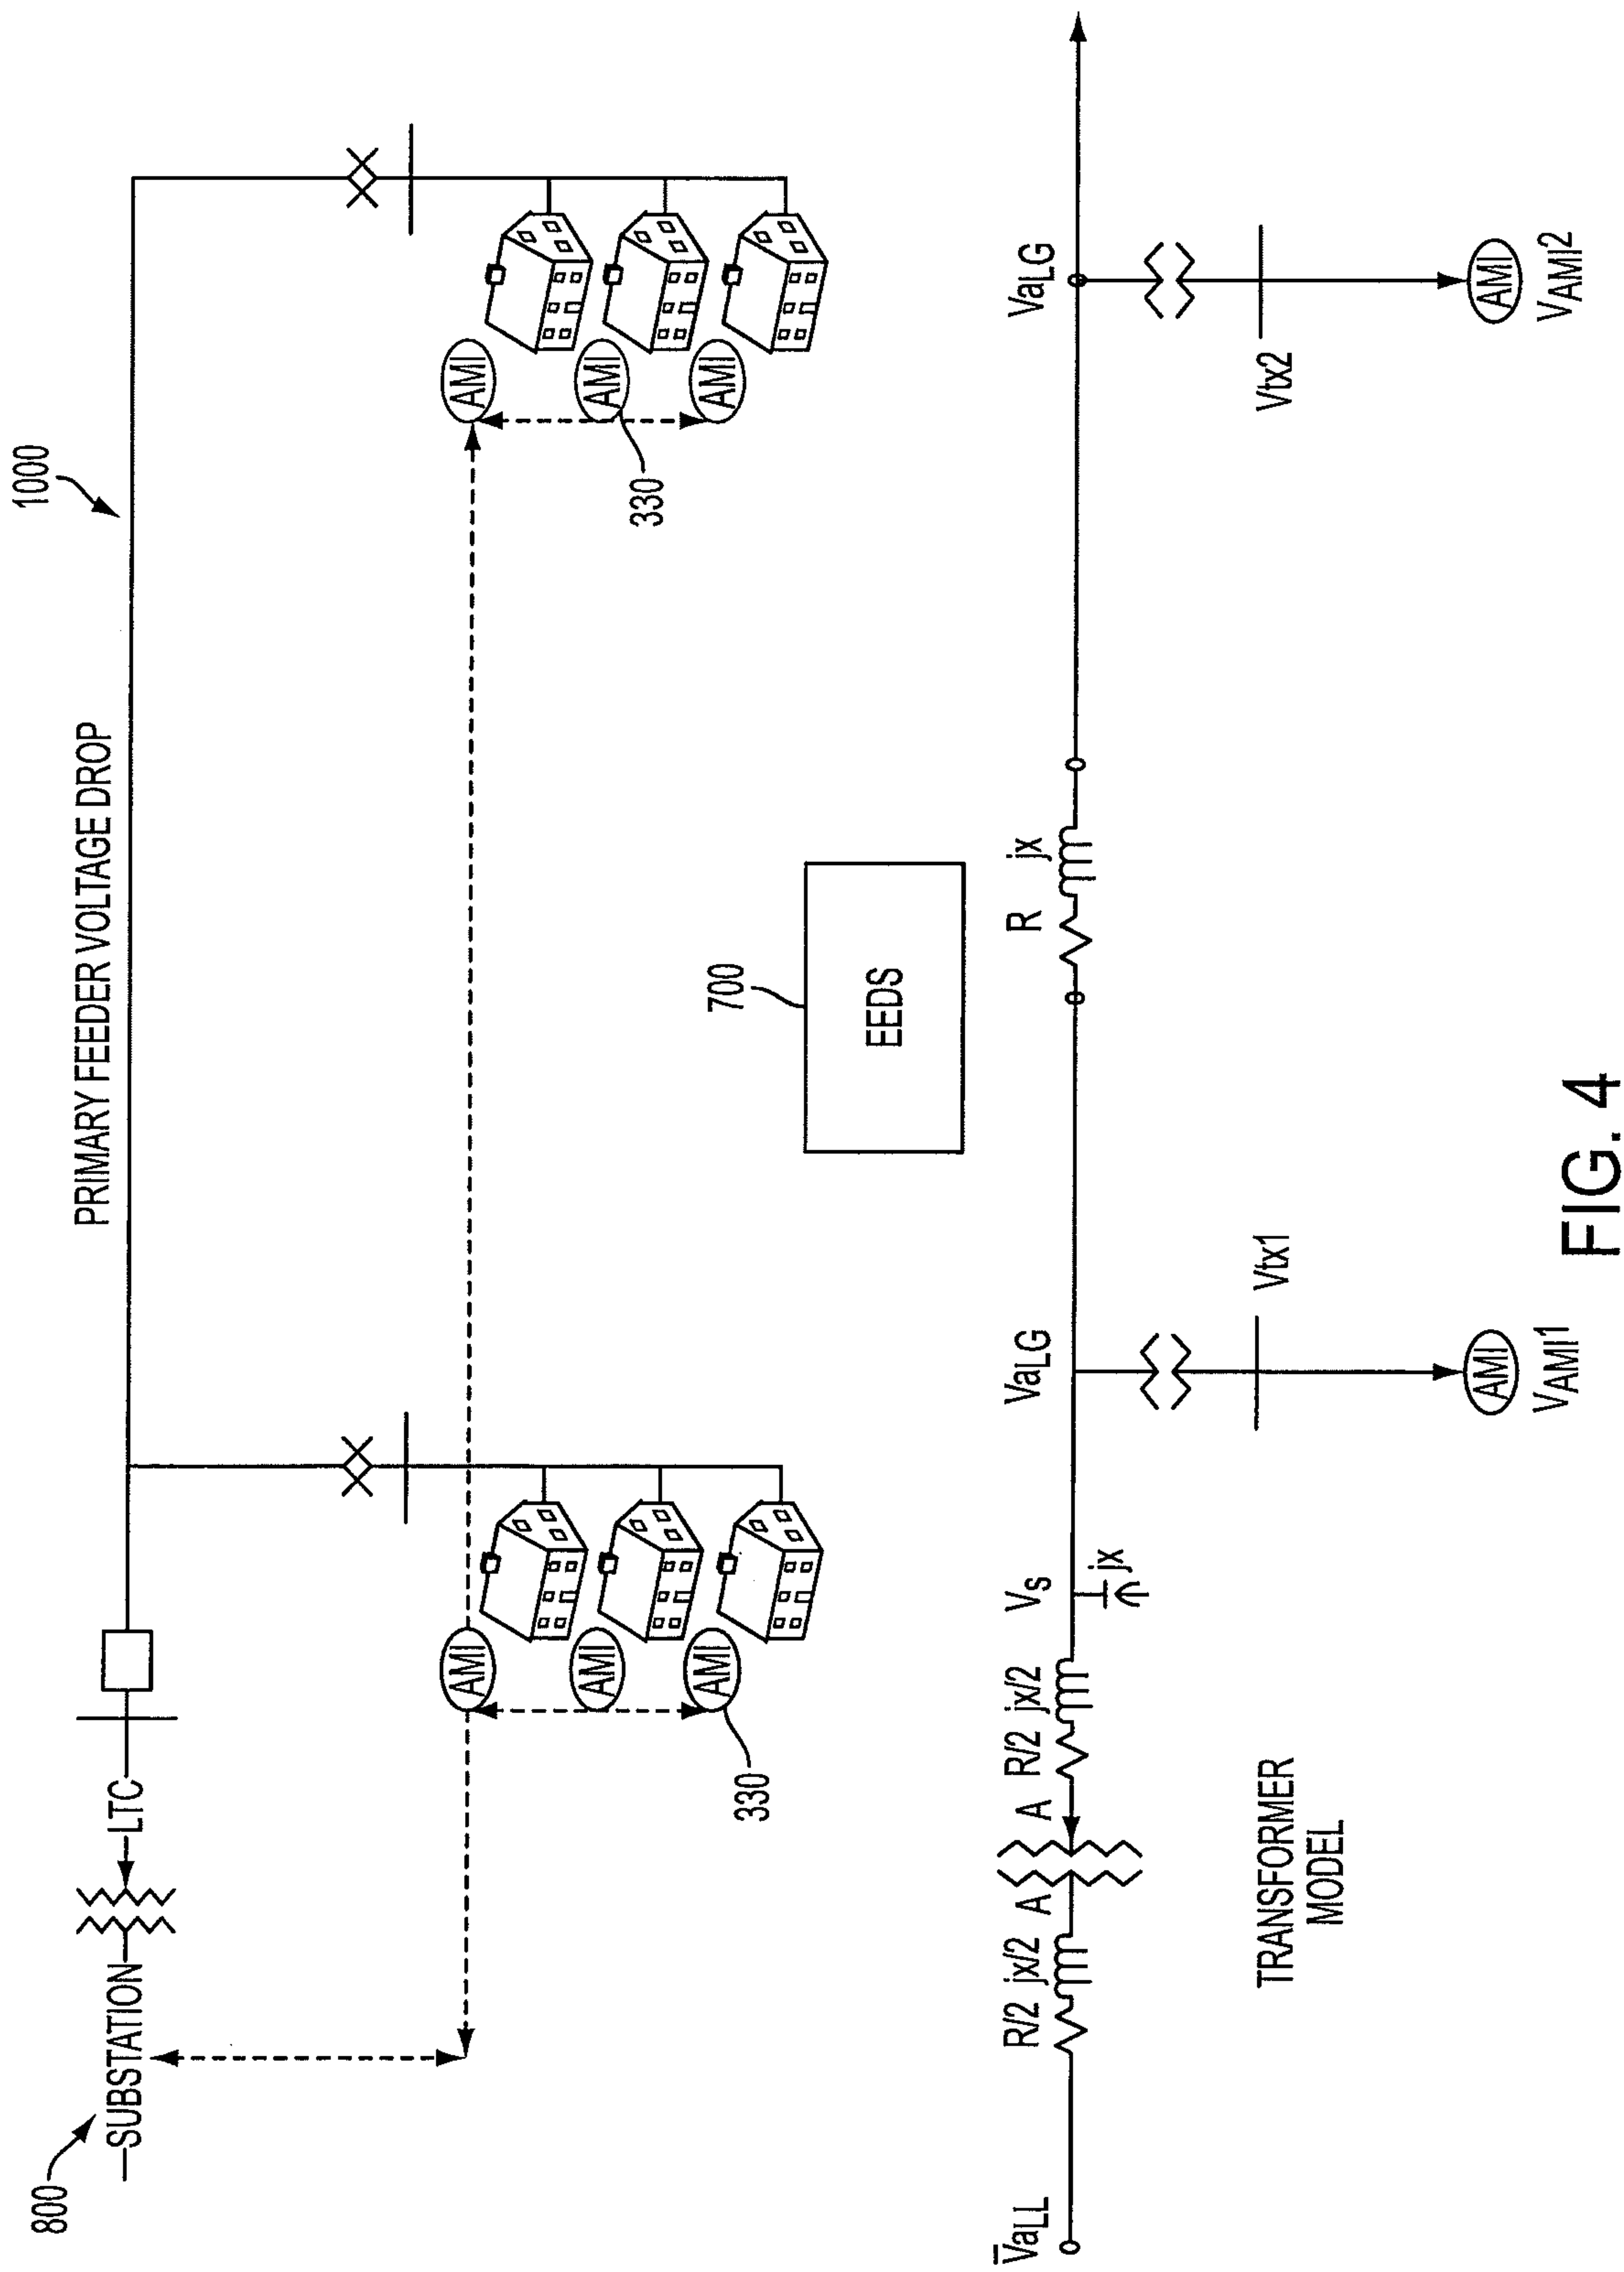 1000
PRIMARY FEEDER VOLTAGE DROP
800
SUBSTATION
LTC
AMI
AMI
AMI
330
AMI
AMI
AMI
330
700
EEDS
V̅aLL
R/2 jx/2
A
A
R/2 jx/2
VS
jx
VaLG
R jx
VaLG
TRANSFORMER
MODEL
Vtx1
Vtx2
AMI
VAMI1
AMI
VAMI2
FIG. 4